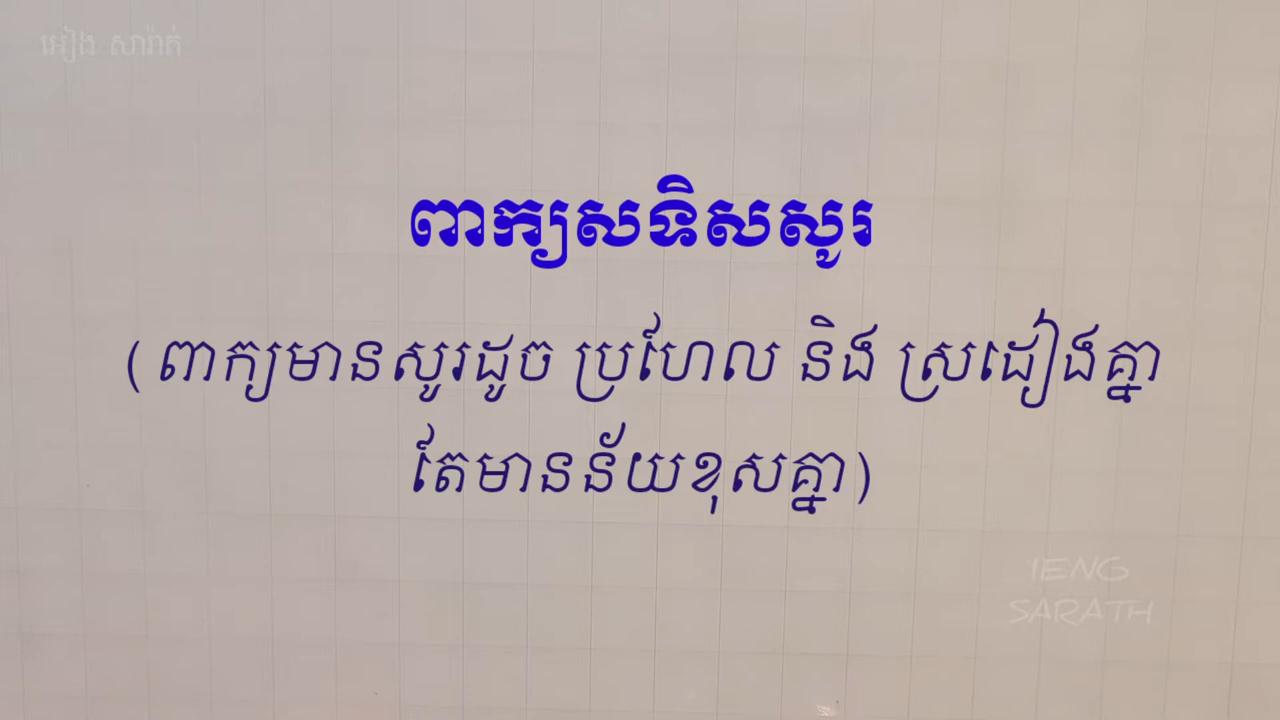 អៀង សារ៉ាត់
ពាក្យសទិសសូរ
( ពាក្យមានសូរដូច ប្រហែល និង ស្រដៀងគ្នា
តែមានន័យខុសគ្នា)
IENG
SARATH